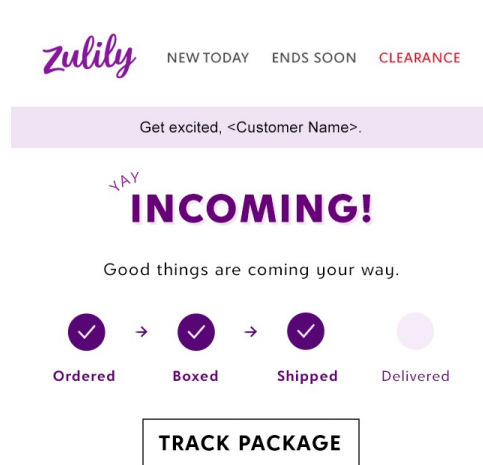 zulily
NEW TODAY ENDS SOON CLEARANCE
Get excited, <Customer Name>.
YAY
INCOMING!
Good things are coming your way.
Ordered Boxed Shipped Delivered
TRACK PACKAGE